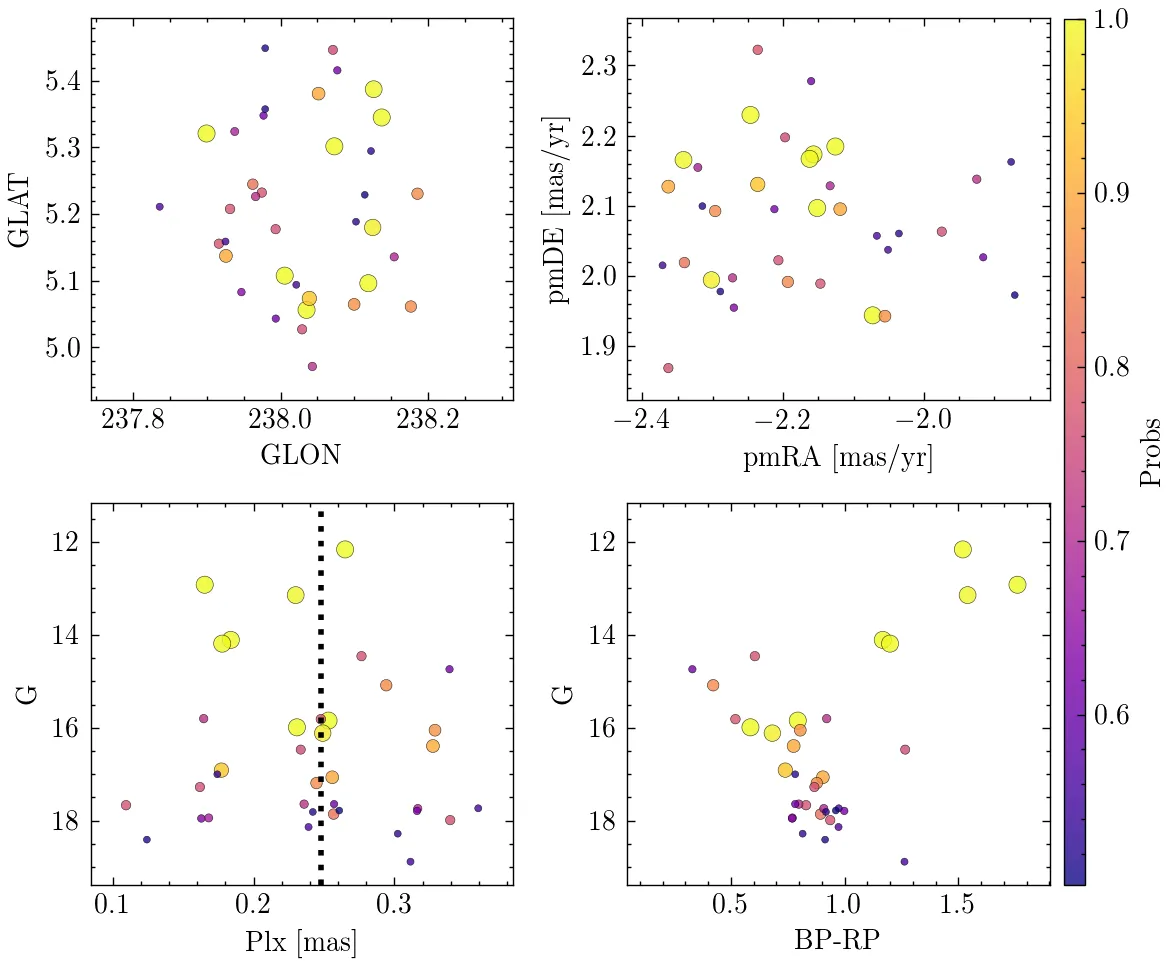 5.4
5.3
5.2
5.1
5.0
GLAT
237.8 238.0 238.2
GLON
2.3
2.2
2.1
2.0
1.9
pmDE [mas/yr]
−2.4 −2.2 −2.0
pmRA [mas/yr]
12
14
16
18
G
0.1 0.2 0.3
Plx [mas]
12
14
16
18
G
0.5 1.0 1.5
BP-RP
1.0
0.9
0.8
0.7
0.6
Probs